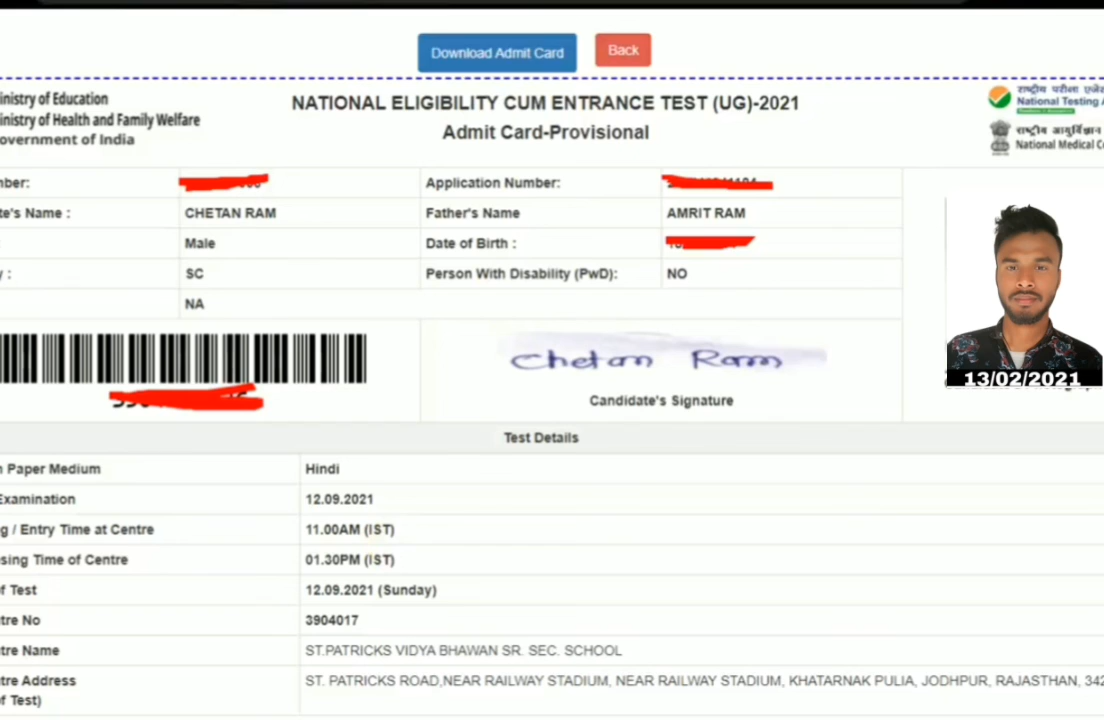 Download Admit Card
Back
inistry of Education
inistry of Health and Family Welfare
overnment of India
NATIONAL ELIGIBILITY CUM ENTRANCE TEST (UG)-2021
Admit Card-Provisional
राष्ट्रीय परीक्षा एजे
National Testing A
राष्ट्रीय आयुर्विज्ञान
National Medical Co
ber:
Application Number:
te's Name : CHETAN RAM Father's Name AMRIT RAM
: Male Date of Birth :
y : SC Person With Disability (PwD): NO
NA
Chetan Ram
Candidate's Signature
13/02/2021
Test Details
n Paper Medium Hindi
Examination 12.09.2021
g / Entry Time at Centre 11.00AM (IST)
sing Time of Centre 01.30PM (IST)
f Test 12.09.2021 (Sunday)
tre No 3904017
tre Name ST.PATRICKS VIDYA BHAWAN SR. SEC. SCHOOL
tre Address ST. PATRICKS ROAD,NEAR RAILWAY STADIUM, NEAR RAILWAY STADIUM, KHATARNAK PULIA, JODHPUR, RAJASTHAN, 342
f Test)